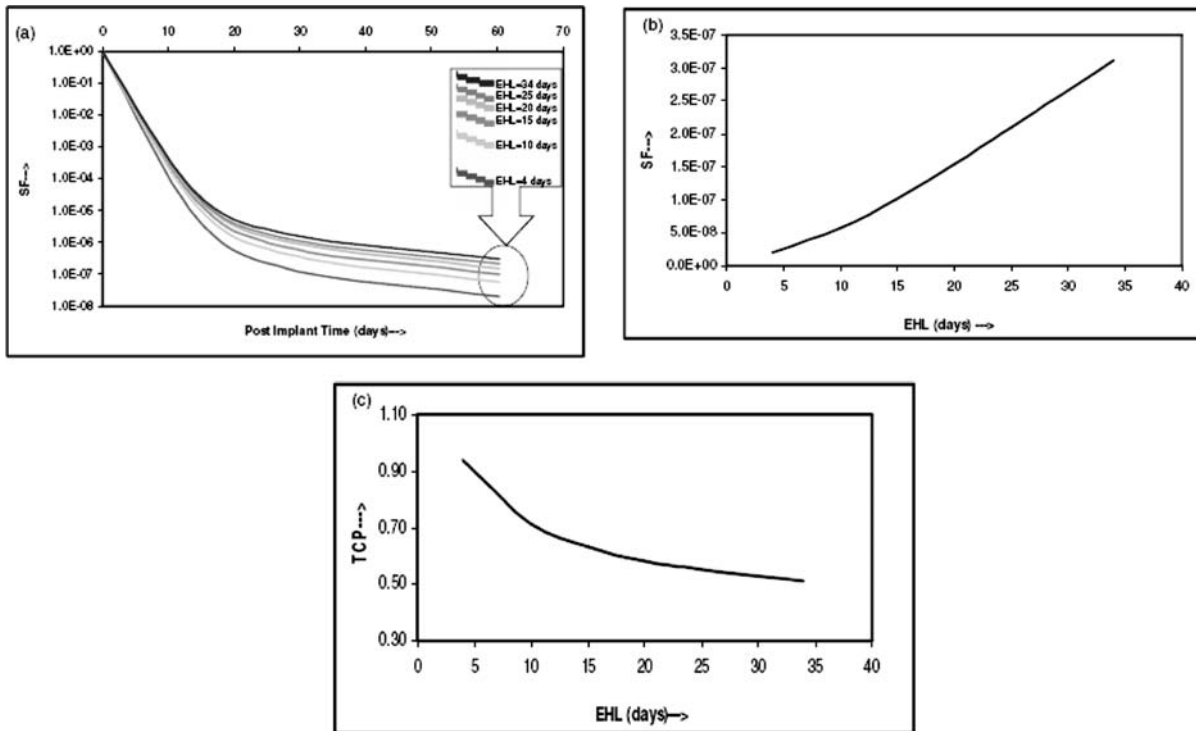 (a)
0 10 20 30 40 50 60 70
1.0E+00
1.0E-01
1.0E-02
1.0E-03
1.0E-04
1.0E-05
1.0E-06
1.0E-07
1.0E-08
SF--->
EHL=34 days
EHL=25 days
EHL=20 days
EHL=15 days
EHL=10 days
EHL=4 days
Post Implant Time (days)--->
(b)
3.5E-07
3.0E-07
2.5E-07
2.0E-07
1.5E-07
1.0E-07
5.0E-08
0.0E+00
SF--->
0 5 10 15 20 25 30 35 40
EHL (days) --->
(c)
1.10
0.90
0.70
0.50
0.30
TCP--->
0 5 10 15 20 25 30 35 40
EHL (days)--->